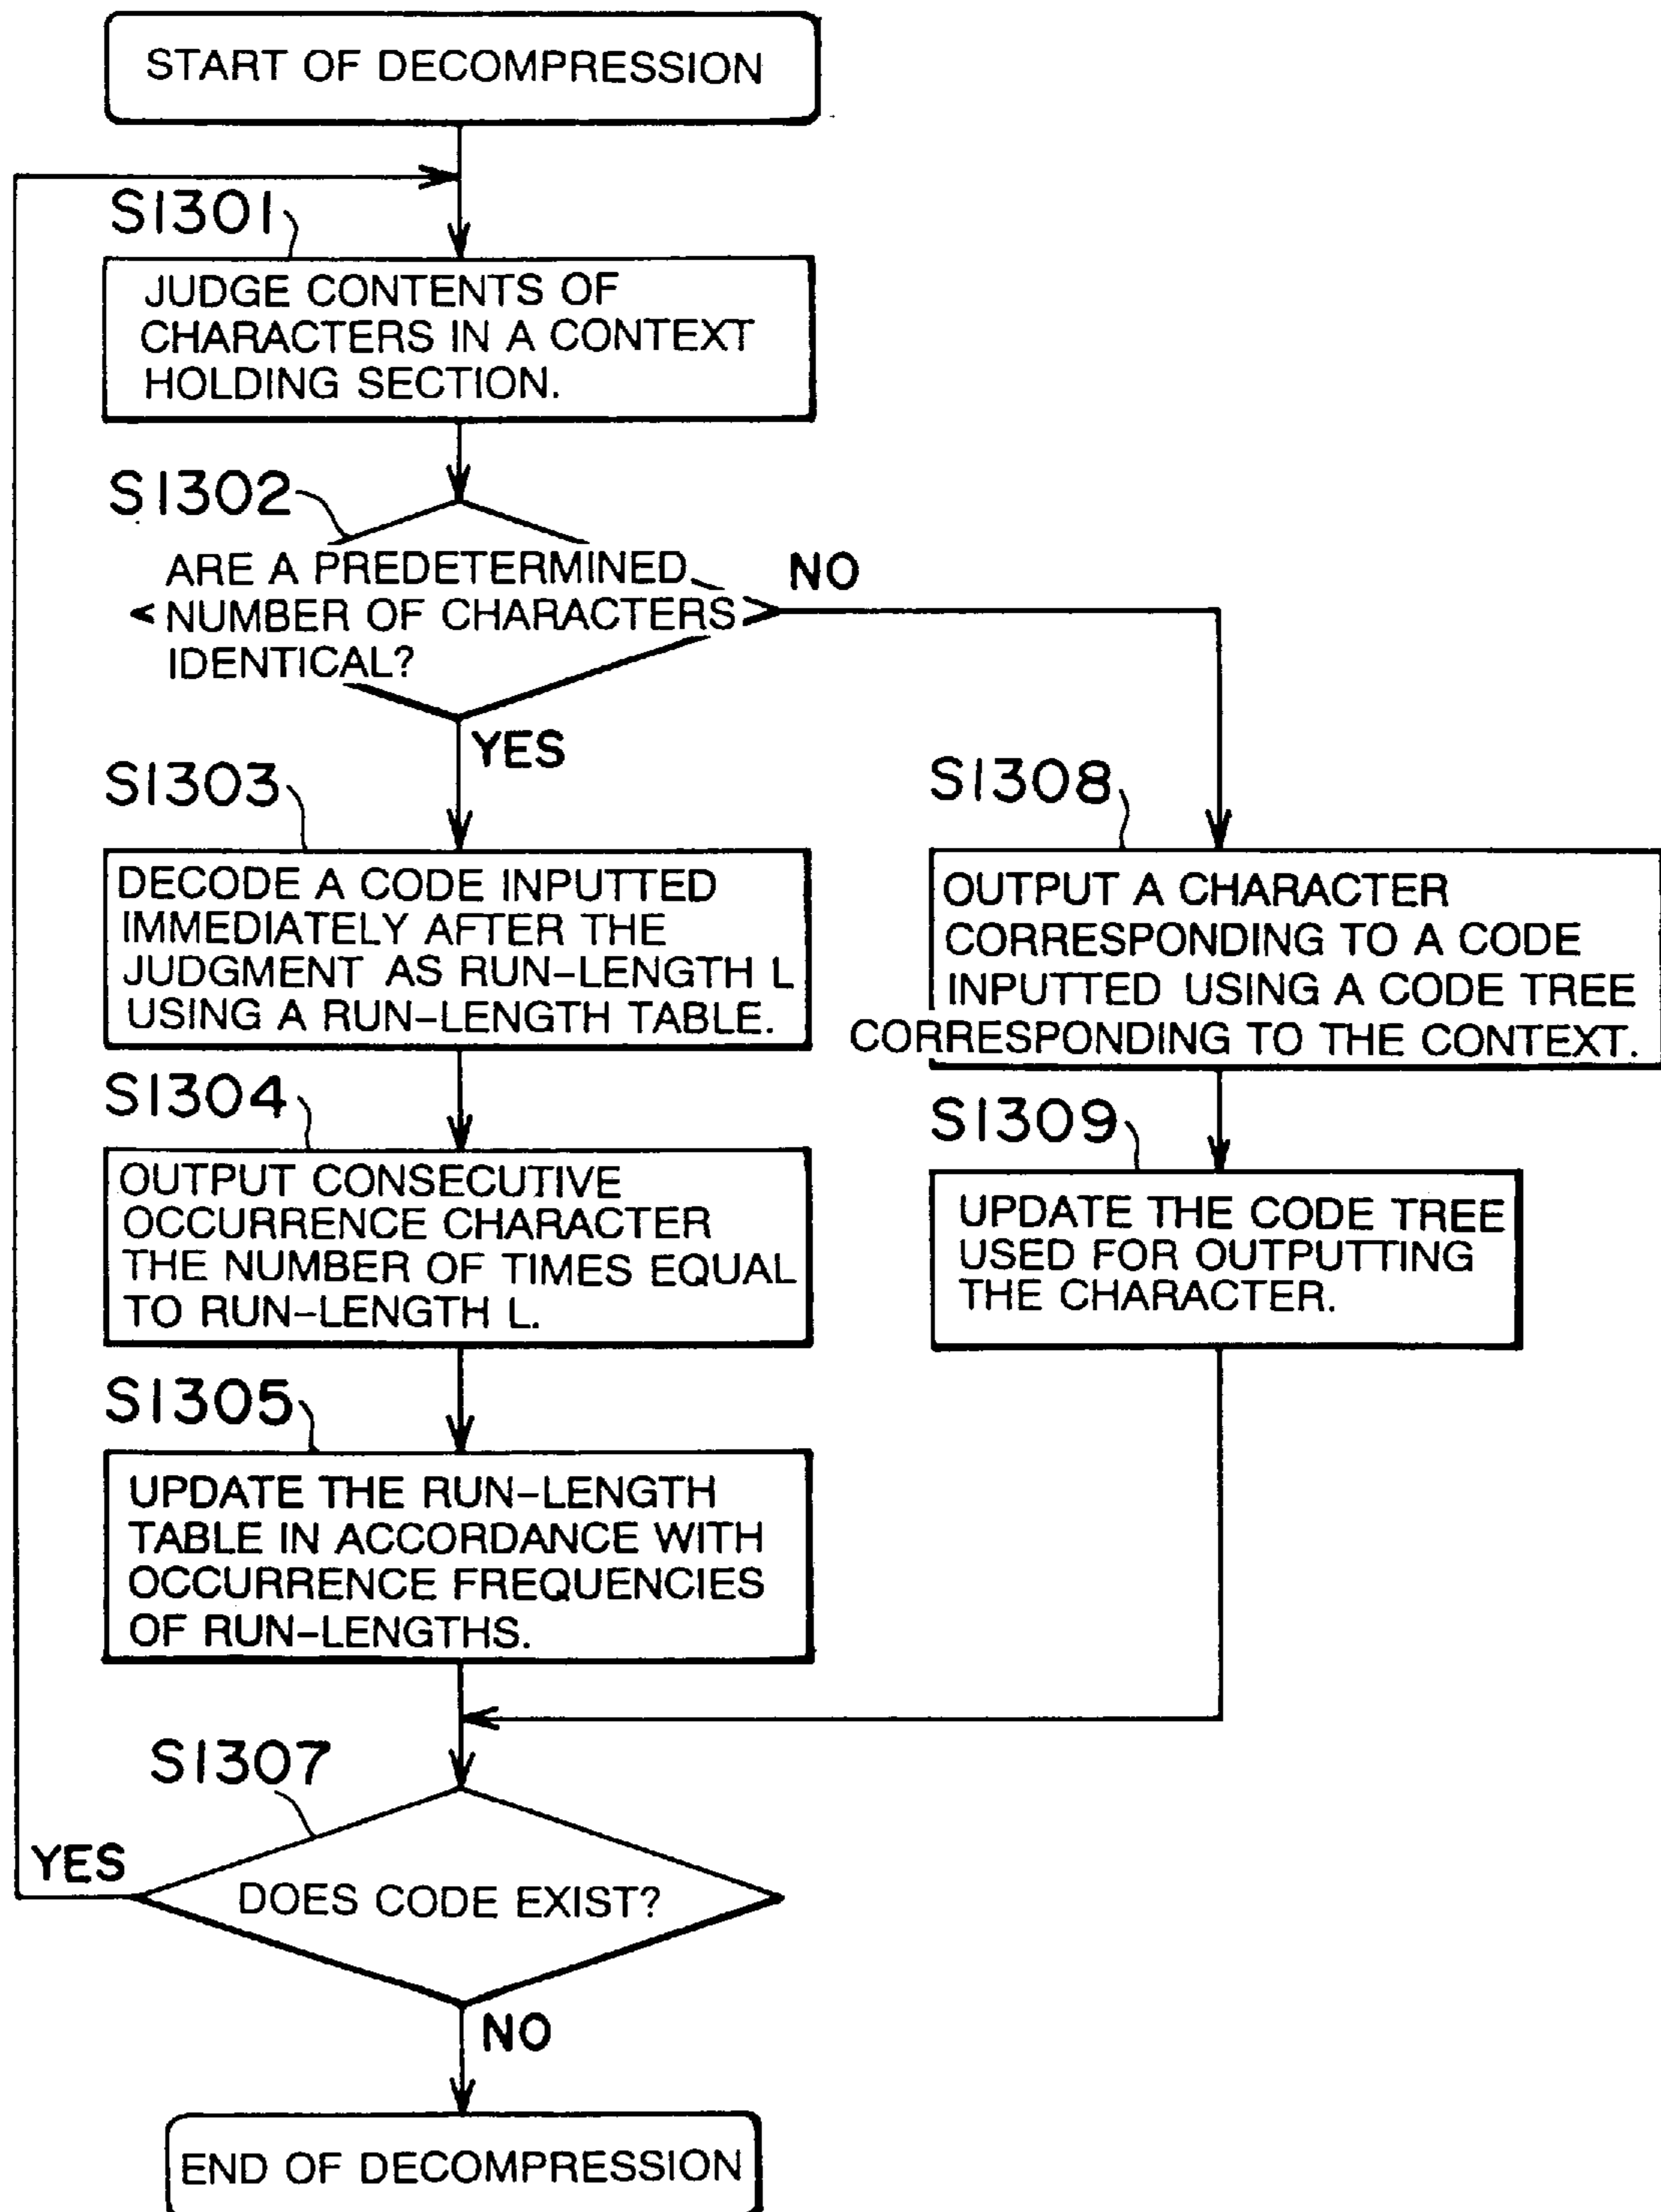 START OF DECOMPRESSION
S1301
JUDGE CONTENTS OF
CHARACTERS IN A CONTEXT
HOLDING SECTION.
S1302
ARE A PREDETERMINED
NUMBER OF CHARACTERS
IDENTICAL?
NO
YES
S1303
DECODE A CODE INPUTTED
IMMEDIATELY AFTER THE
JUDGMENT AS RUN-LENGTH L
USING A RUN-LENGTH TABLE.
S1304
OUTPUT CONSECUTIVE
OCCURRENCE CHARACTER
THE NUMBER OF TIMES EQUAL
TO RUN-LENGTH L.
S1305
UPDATE THE RUN-LENGTH
TABLE IN ACCORDANCE WITH
OCCURRENCE FREQUENCIES
OF RUN-LENGTHS.
S1308
OUTPUT A CHARACTER
CORRESPONDING TO A CODE
INPUTTED USING A CODE TREE
CORRESPONDING TO THE CONTEXT.
S1309
UPDATE THE CODE TREE
USED FOR OUTPUTTING
THE CHARACTER.
S1307
YES
DOES CODE EXIST?
NO
END OF DECOMPRESSION